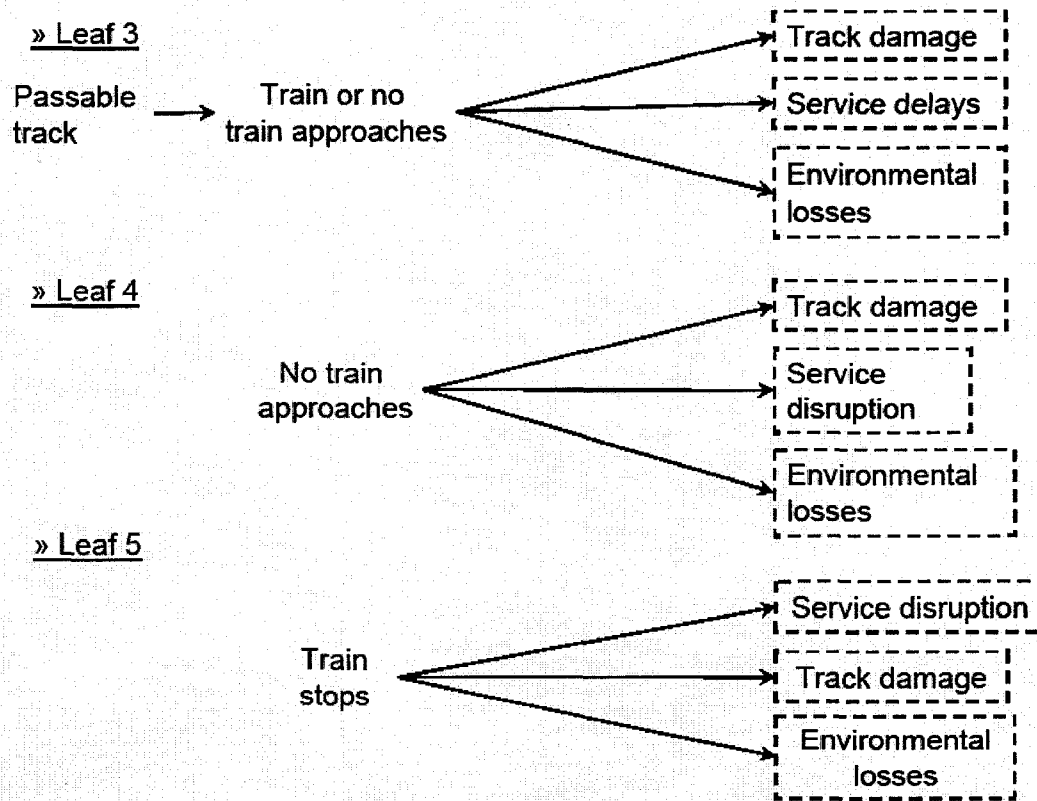 » Leaf 3
Passable
track
Train or no
train approaches
Track damage
Service delays
Environmental
losses
» Leaf 4
No train
approaches
Track damage
Service
disruption
Environmental
losses
» Leaf 5
Train
stops
Service disruption
Track damage
Environmental
losses